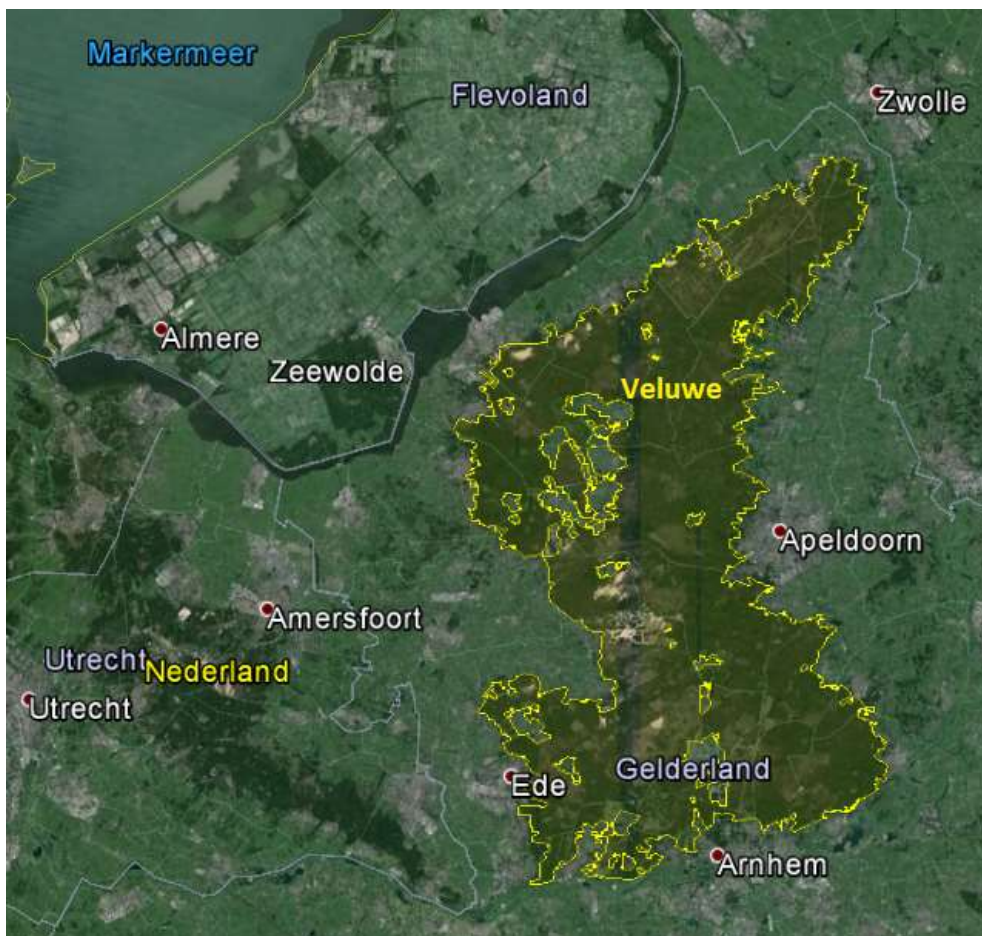 Markermeer
Flevoland
Zwolle
Almere
Zeewolde
Veluwe
Apeldoorn
Amersfoort
Utrecht
Nederland
Utrecht
Gelderland
Ede
Arnhem